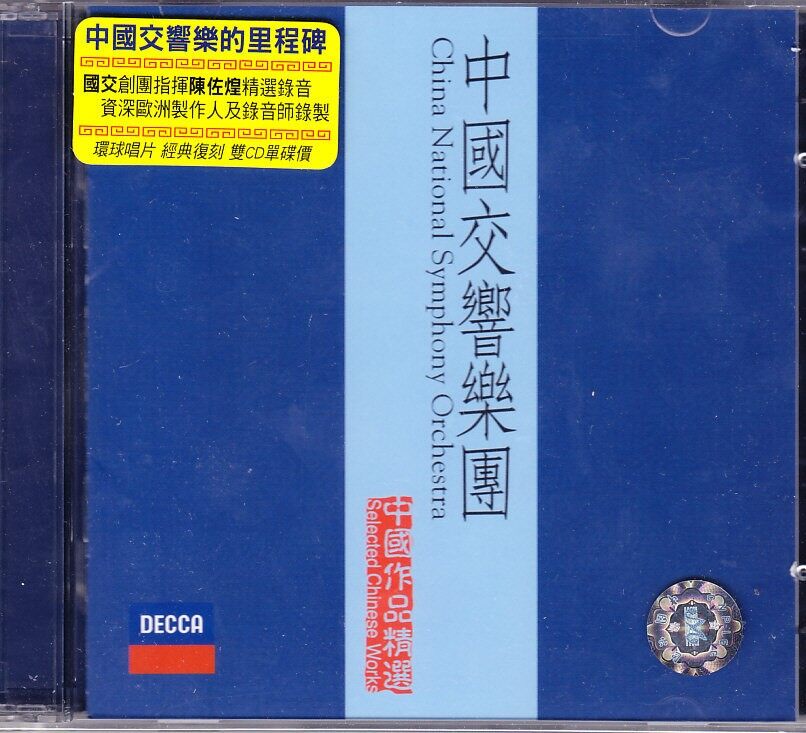 中國交響樂的里程碑
國交創團指揮陳佐煌精選錄音
資深歐洲製作人及錄音師錄製
環球唱片 經典復刻 雙CD單碟價
中國交響樂團
China National Symphony Orchestra
中國作品精選
Selected Chinese Works
DECCA